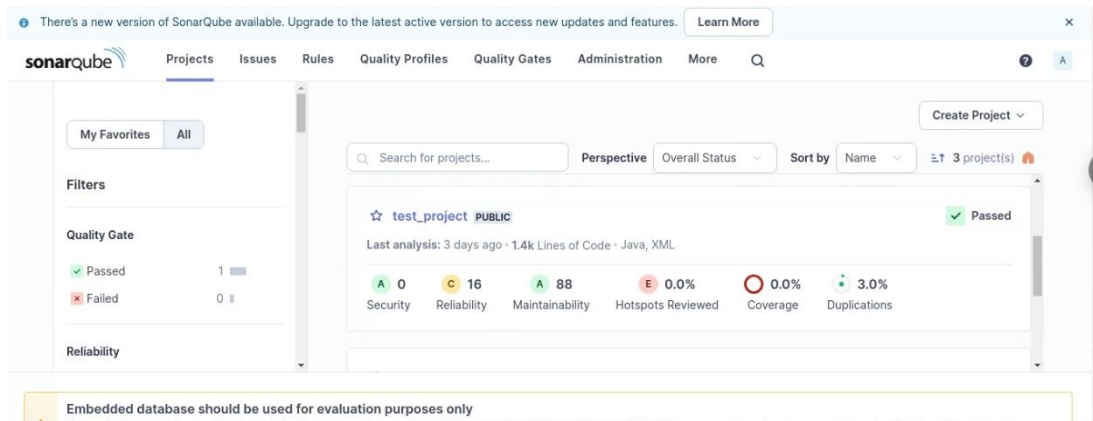 There's a new version of SonarQube available. Upgrade to the latest active version to access new updates and features. Learn More
sonarqube Projects Issues Rules Quality Profiles Quality Gates Administration More A
Create Project
My Favorites All
Search for projects... Perspective Overall Status Sort by Name 3 project(s)
Filters
Quality Gate
Passed 1
Failed 0
Reliability
test_project PUBLIC Passed
Last analysis: 3 days ago · 1.4k Lines of Code · Java, XML
A 0 C 16 A 88 E 0.0% 0.0% 3.0%
Security Reliability Maintainability Hotspots Reviewed Coverage Duplications
Embedded database should be used for evaluation purposes only